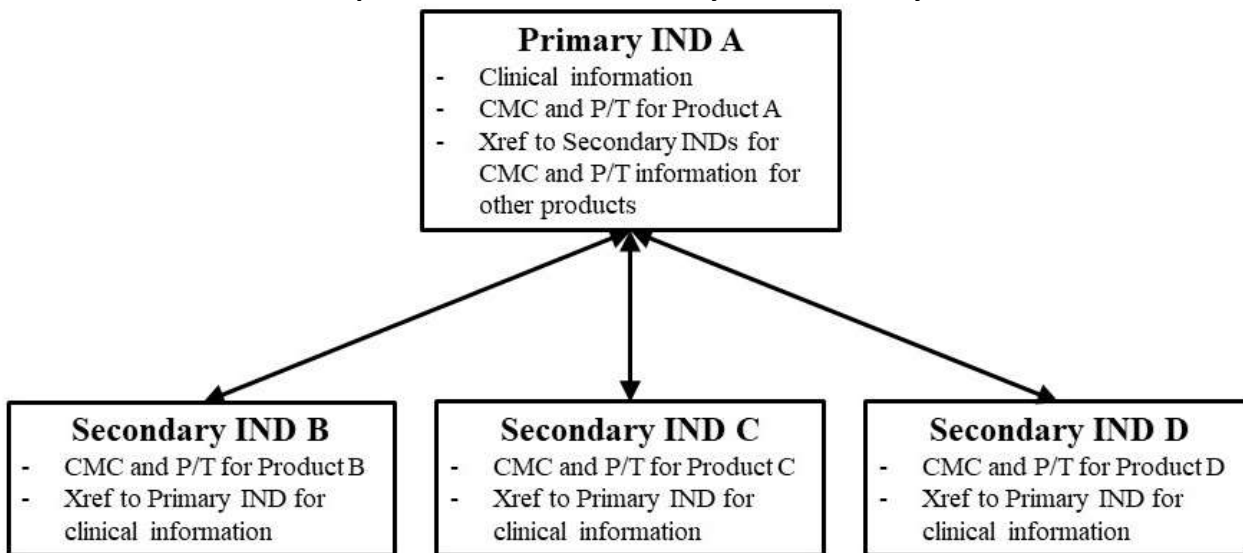 Primary IND A
- Clinical information
- CMC and P/T for Product A
- Xref to Secondary INDs for
CMC and P/T information for
other products
Secondary IND B
- CMC and P/T for Product B
- Xref to Primary IND for
clinical information
Secondary IND C
- CMC and P/T for Product C
- Xref to Primary IND for
clinical information
Secondary IND D
- CMC and P/T for Product D
- Xref to Primary IND for
clinical information